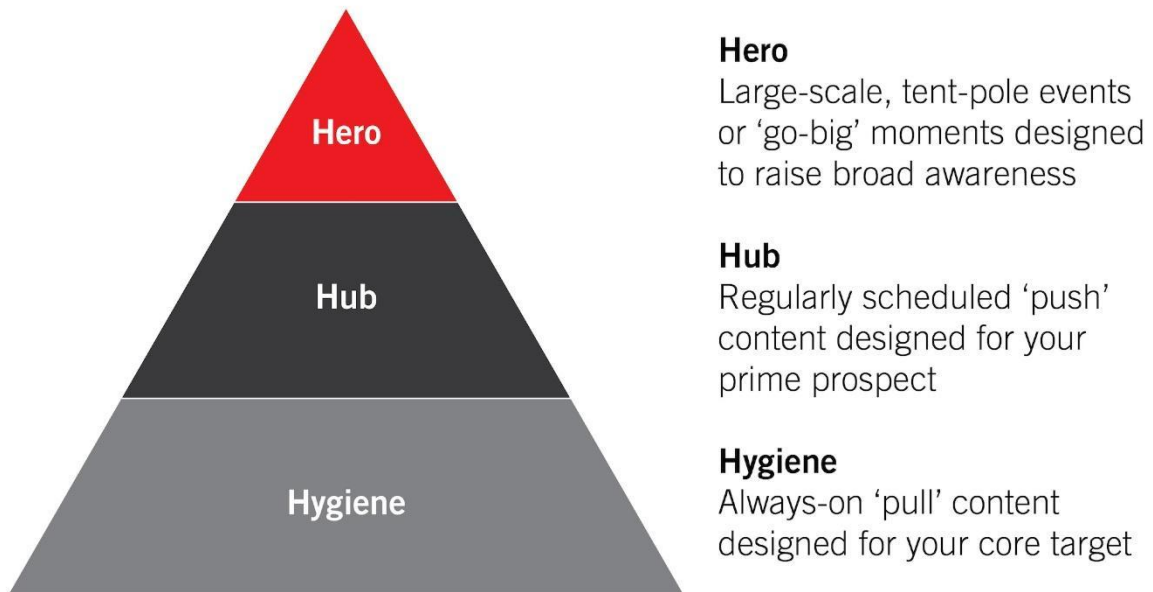 Hero
Hub
Hygiene
Hero
Large-scale, tent-pole events
or ‘go-big’ moments designed
to raise broad awareness
Hub
Regularly scheduled ‘push’
content designed for your
prime prospect
Hygiene
Always-on ‘pull’ content
designed for your core target